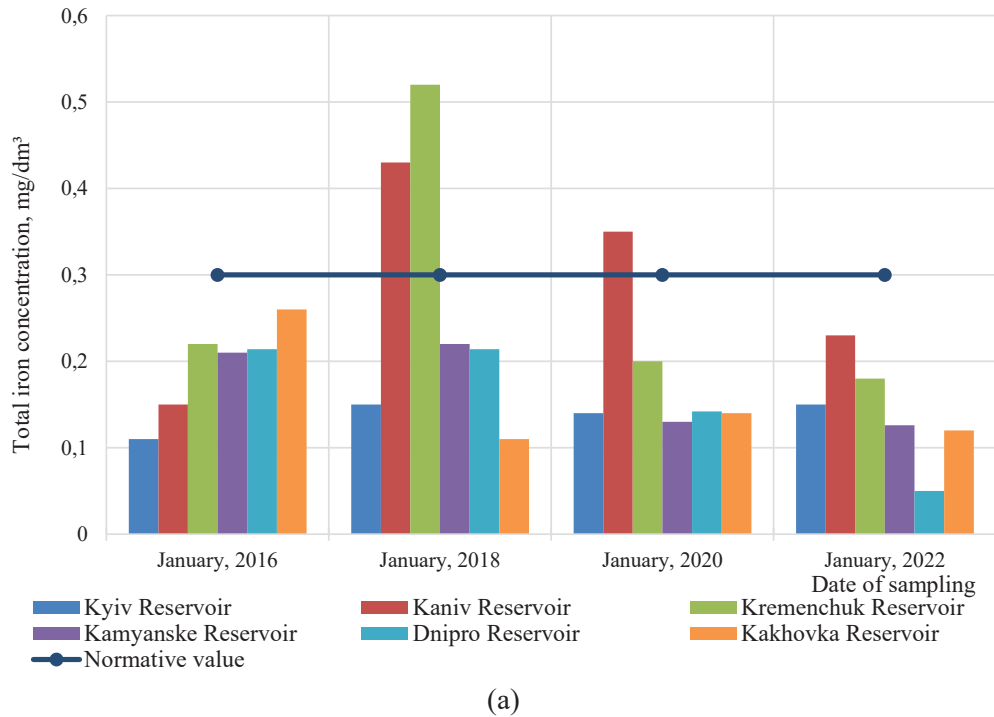 0,6
0,5
0,4
0,3
0,2
0,1
0
Total iron concentration, mg/dm³
January, 2016 January, 2018 January, 2020 January, 2022
Date of sampling
Kyiv Reservoir Kaniv Reservoir Kremenchuk Reservoir
Kamyanske Reservoir Dnipro Reservoir Kakhovka Reservoir
Normative value
(a)